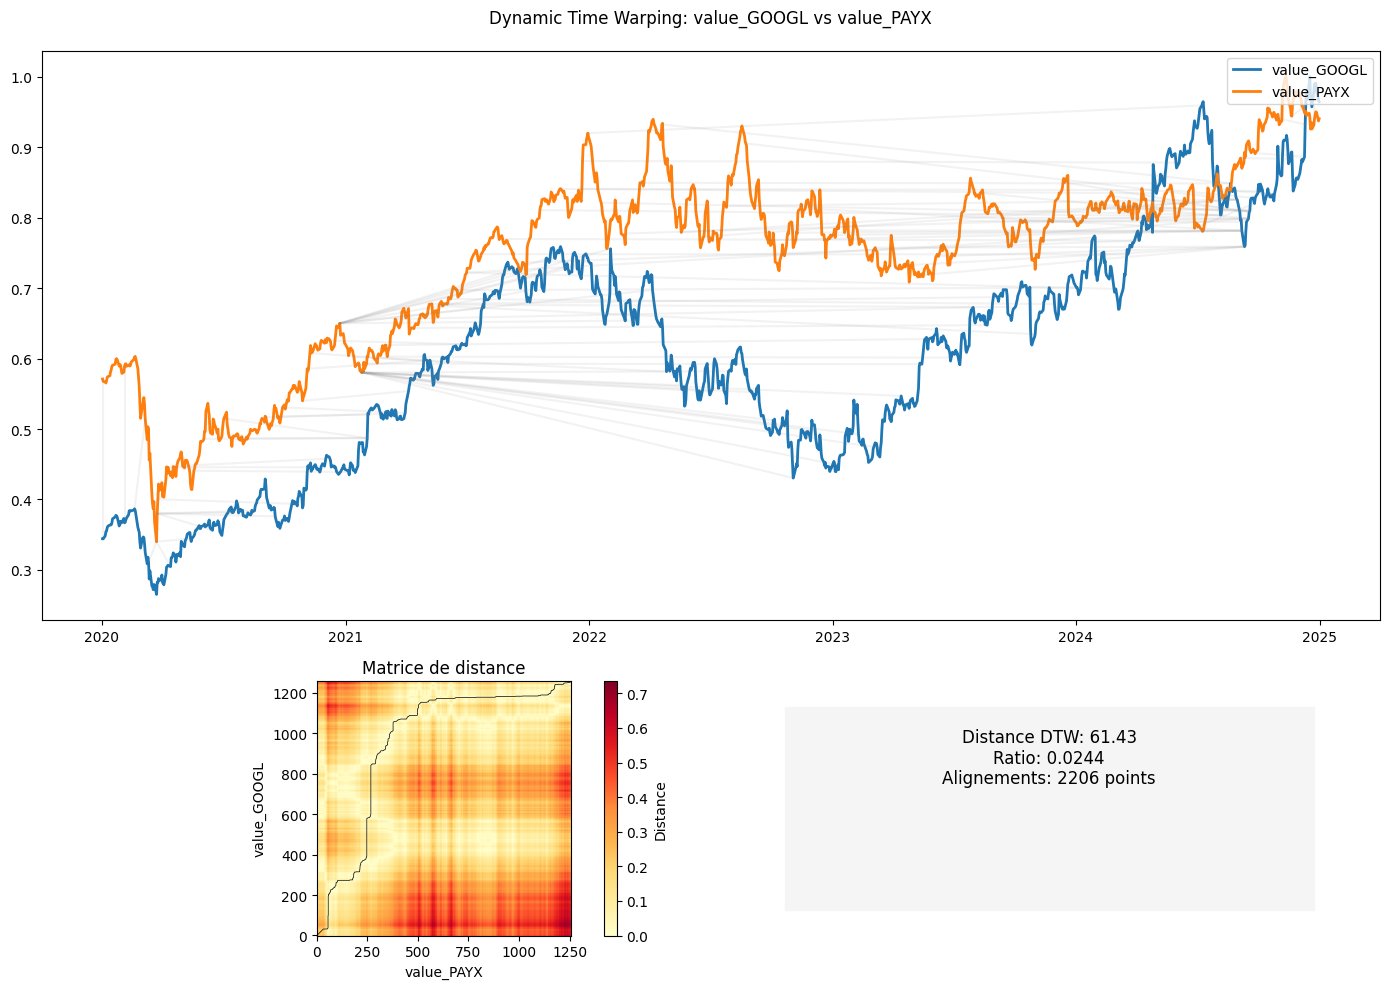 Dynamic Time Warping: value_GOOGL vs value_PAYX
1.0
0.9
0.8
0.7
0.6
0.5
0.4
0.3
value_GOOGL
value_PAYX
2020 2021 2022 2023 2024 2025
Matrice de distance
1200
1000
800
600
400
200
0
value_GOOGL
0 250 500 750 1000 1250
value_PAYX
0.7
0.6
0.5
0.4
0.3
0.2
0.1
0.0
Distance
Distance DTW: 61.43
Ratio: 0.0244
Alignements: 2206 points